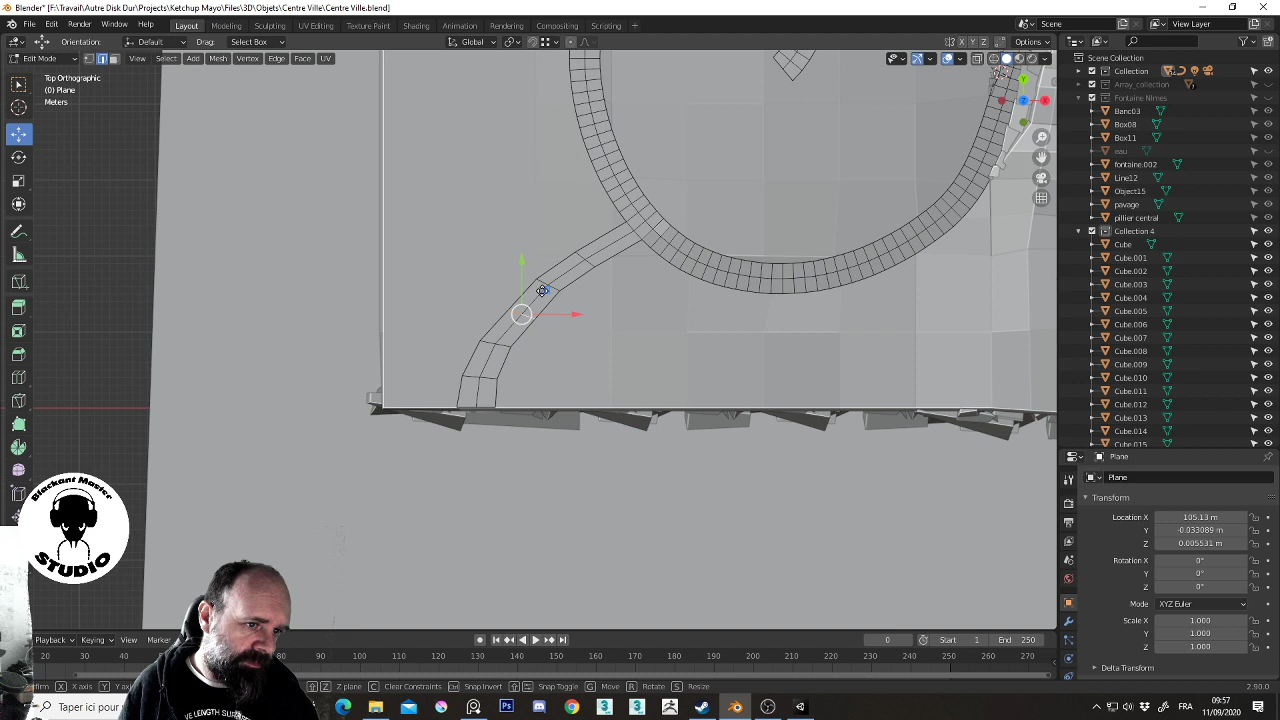 Blender* [F:\Travail\Autre Disk Dur\Projects\Ketchup Mayo\Files\3D\Objets\Centre Ville\Centre Ville.blend]
File Edit Render Window Help Layout Modeling Sculpting UV Editing Texture Paint Shading Animation Rendering Compositing Scripting + Scene View Layer
Orientation: Default Drag: Select Box Global X Y Z Options
Edit Mode View Select Add Mesh Vertex Edge Face UV
Top Orthographic
(0) Plane
Meters
Y
X
Z
Scene Collection
Collection
Array_collection
Fontaine Nîmes
Banc03
Box08
Box11
eau
fontaine.002
Line12
Object15
pavage
pillier central
Collection 4
Cube
Cube.001
Cube.002
Cube.003
Cube.004
Cube.005
Cube.006
Cube.007
Cube.008
Cube.009
Cube.010
Cube.011
Cube.012
Cube.013
Cube.014
Cube.015
Plane
Plane
Transform
Location X 105.13 m
Y -0.033089 m
Z 0.005531 m
Rotation X 0°
Y 0°
Z 0°
Mode XYZ Euler
Scale X 1.000
Y 1.000
Z 1.000
Delta Transform
Blackant Master
STUDIO
Playback Keying View Marker 0 Start 1 End 250
20 30 40 50 60 70 80 90 100 110 120 130 140 150 160 170 180 190 200 210 220 230 240 250 260 270
X X axis Y Z plane C Clear Constraints Snap Invert Snap Toggle G Move R Rotate S Resize 2.90.0
Taper ici pour
FRA
09:57
11/09/2020